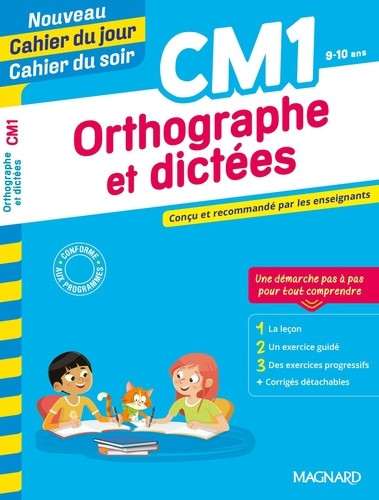 Nouveau
Cahier du jour
Cahier du soir
CM1
9-10 ans
Orthographe
et dictées
Conçu et recommandé par les enseignants
CONFORME
AUX PROGRAMMES
Une démarche pas à pas
pour tout comprendre
1 La leçon
2 Un exercice guidé
3 Des exercices progressifs
+ Corrigés détachables
MAGNARD
Orthographe
et dictées
CM1